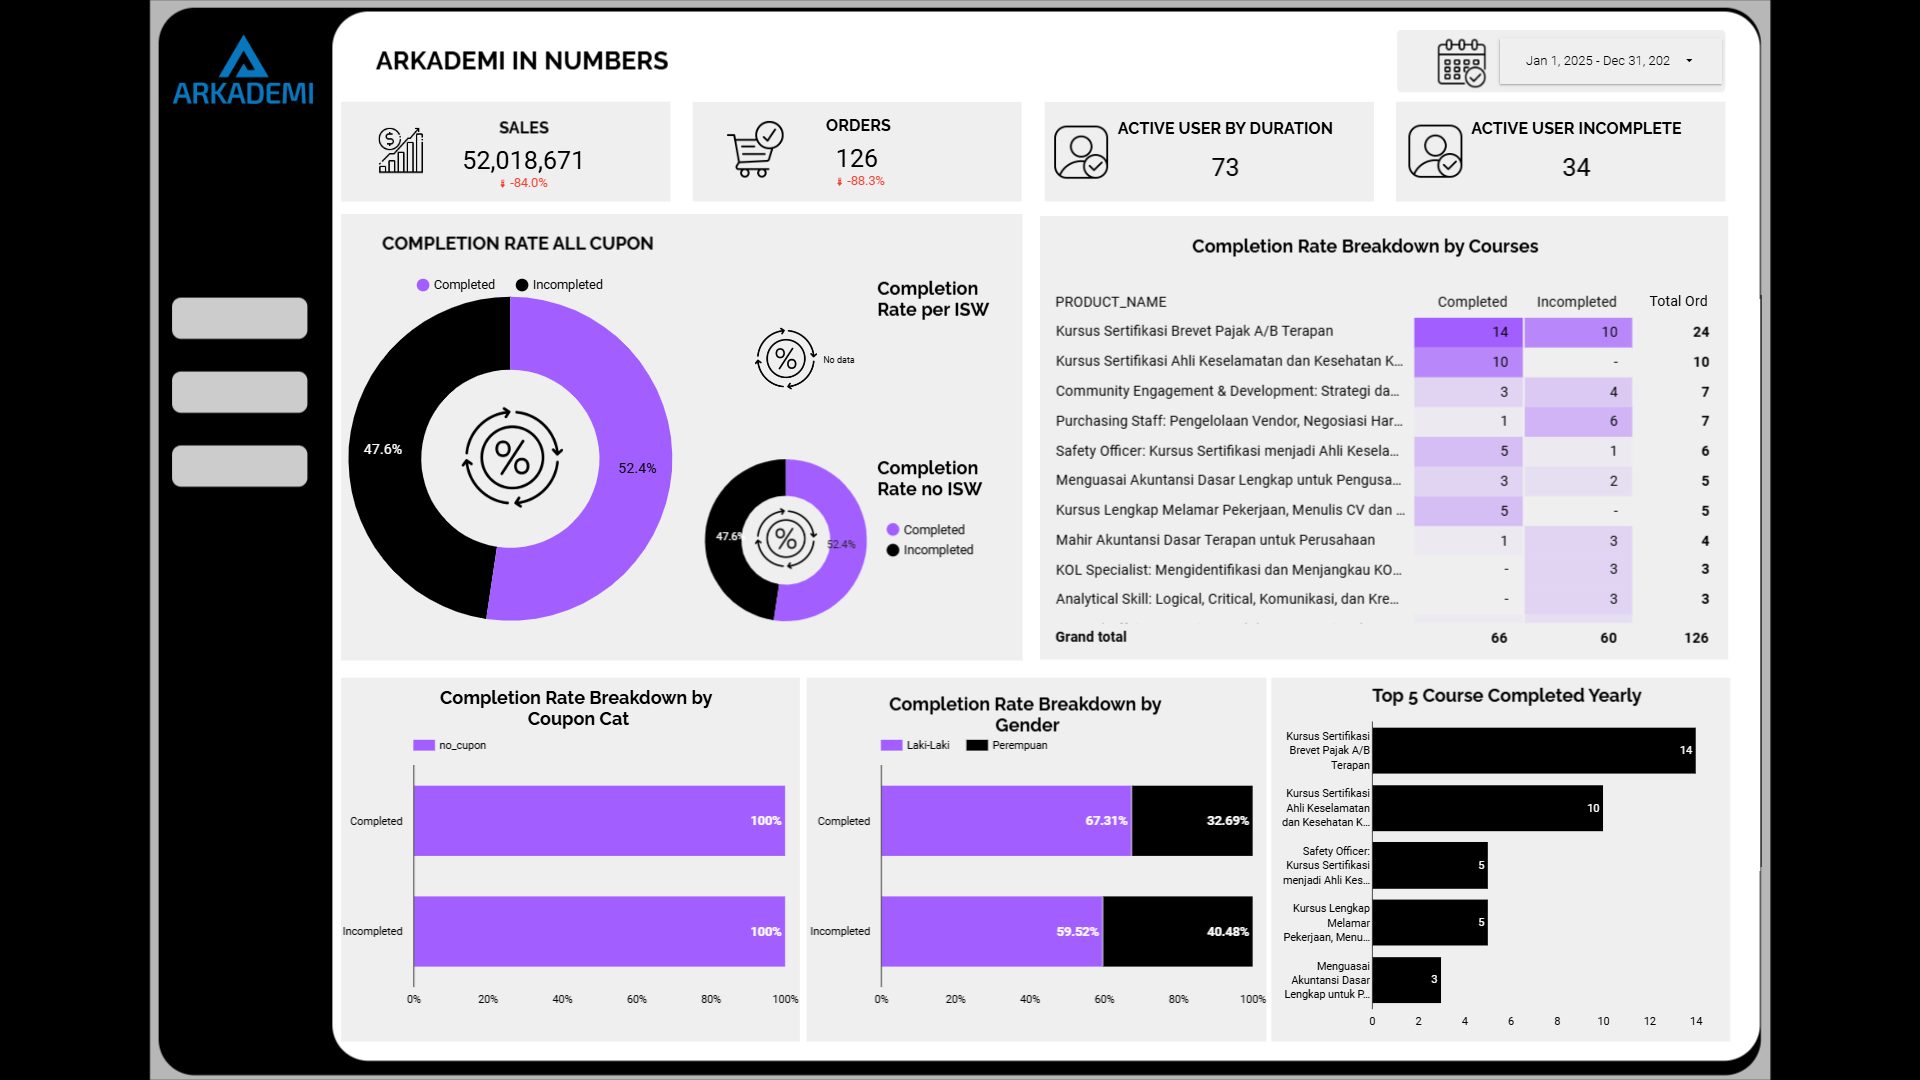 ARKADEMI
ARKADEMI IN NUMBERS
Jan 1, 2025 - Dec 31, 202
SALES
52,018,671
-84.0%
ORDERS
126
-88.3%
ACTIVE USER BY DURATION
73
ACTIVE USER INCOMPLETE
34
COMPLETION RATE ALL CUPON
Completed Incompleted
47.6%
52.4%
%
Completion
Rate per ISW
%
No data
Completion
Rate no ISW
Completed
Incompleted
47.6%
52.4%
%
Completion Rate Breakdown by Courses
PRODUCT_NAME Completed Incompleted Total Ord
Kursus Sertifikasi Brevet Pajak A/B Terapan 14 10 24
Kursus Sertifikasi Ahli Keselamatan dan Kesehatan K... 10 - 10
Community Engagement & Development: Strategi da... 3 4 7
Purchasing Staff: Pengelolaan Vendor, Negosiasi Har... 1 6 7
Safety Officer: Kursus Sertifikasi menjadi Ahli Kesela... 5 1 6
Menguasai Akuntansi Dasar Lengkap untuk Pengusa... 3 2 5
Kursus Lengkap Melamar Pekerjaan, Menulis CV dan ... 5 - 5
Mahir Akuntansi Dasar Terapan untuk Perusahaan 1 3 4
KOL Specialist: Mengidentifikasi dan Menjangkau KO... - 3 3
Analytical Skill: Logical, Critical, Komunikasi, dan Kre... - 3 3
Grand total 66 60 126
Completion Rate Breakdown by
Coupon Cat
no_cupon
Completed
100%
Incompleted
100%
0% 20% 40% 60% 80% 100%
Completion Rate Breakdown by
Gender
Laki-Laki Perempuan
Completed
67.31% 32.69%
Incompleted
59.52% 40.48%
0% 20% 40% 60% 80% 100%
Top 5 Course Completed Yearly
Kursus Sertifikasi
Brevet Pajak A/B
Terapan
14
Kursus Sertifikasi
Ahli Keselamatan
dan Kesehatan K...
10
Safety Officer:
Kursus Sertifikasi
menjadi Ahli Kes...
5
Kursus Lengkap
Melamar
Pekerjaan, Menu...
5
Menguasai
Akuntansi Dasar
Lengkap untuk P...
3
0 2 4 6 8 10 12 14